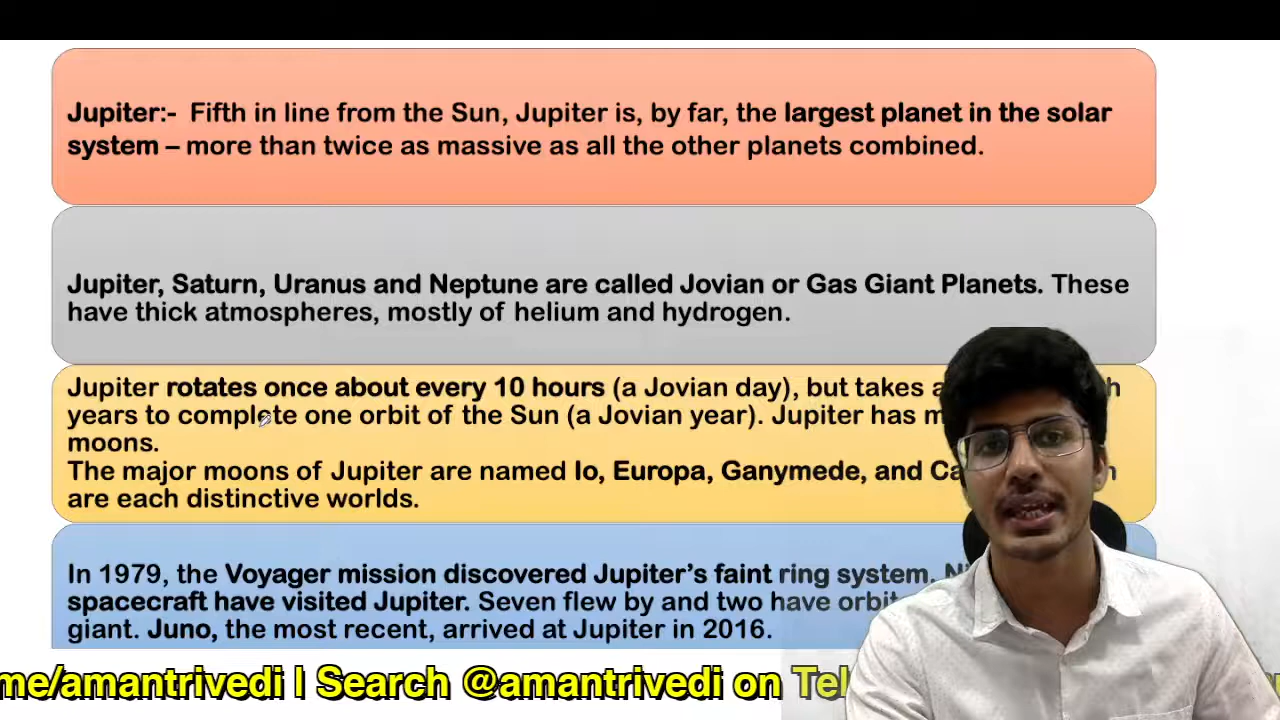 Jupiter:- Fifth in line from the Sun, Jupiter is, by far, the largest planet in the solar
system – more than twice as massive as all the other planets combined.
Jupiter, Saturn, Uranus and Neptune are called Jovian or Gas Giant Planets. These
have thick atmospheres, mostly of helium and hydrogen.
Jupiter rotates once about every 10 hours (a Jovian day), but takes
years to complete one orbit of the Sun (a Jovian year). Jupiter has
moons.
The major moons of Jupiter are named Io, Europa, Ganymede, and
are each distinctive worlds.
In 1979, the Voyager mission discovered Jupiter's faint ring system.
spacecraft have visited Jupiter. Seven flew by and two have
giant. Juno, the most recent, arrived at Jupiter in 2016.
me/amantrivedi | Search @amantrivedi on